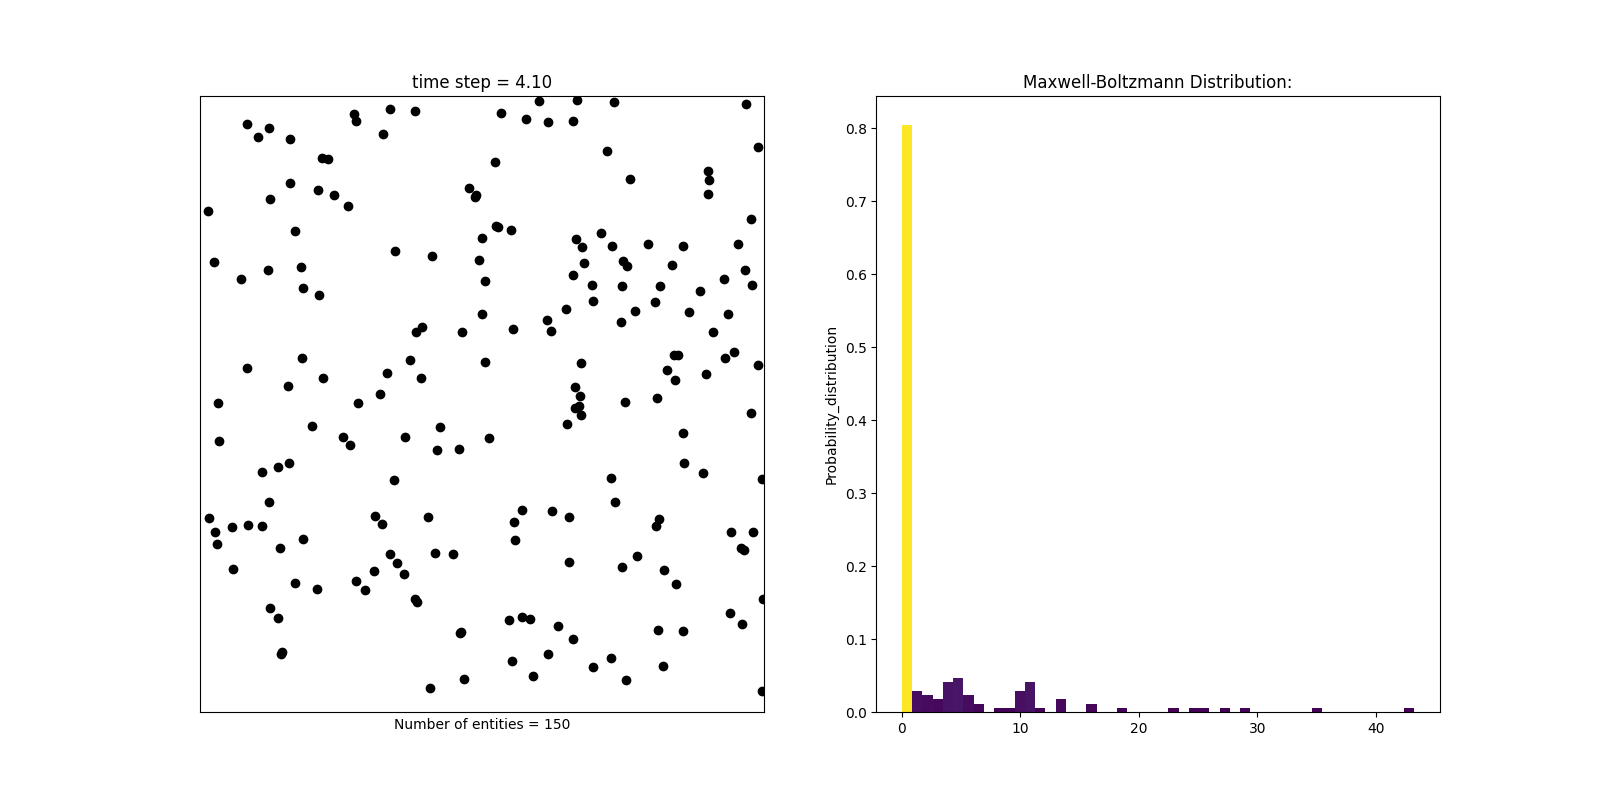 time step = 4.10
Number of entities = 150
Maxwell-Boltzmann Distribution:
Probability_distribution
0.8
0.7
0.6
0.5
0.4
0.3
0.2
0.1
0.0
0 10 20 30 40